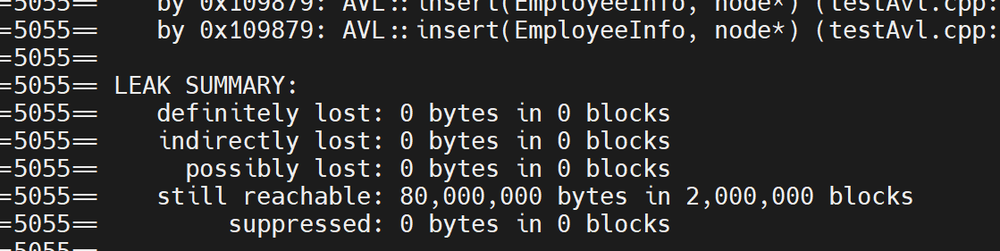 =5055== by 0x109879: AVL::insert(EmployeeInfo, node*) (testAvl.cpp:
=5055== by 0x109879: AVL::insert(EmployeeInfo, node*) (testAvl.cpp:
=5055==
=5055== LEAK SUMMARY:
=5055== definitely lost: 0 bytes in 0 blocks
=5055== indirectly lost: 0 bytes in 0 blocks
=5055== possibly lost: 0 bytes in 0 blocks
=5055== still reachable: 80,000,000 bytes in 2,000,000 blocks
=5055== suppressed: 0 bytes in 0 blocks
=5055==